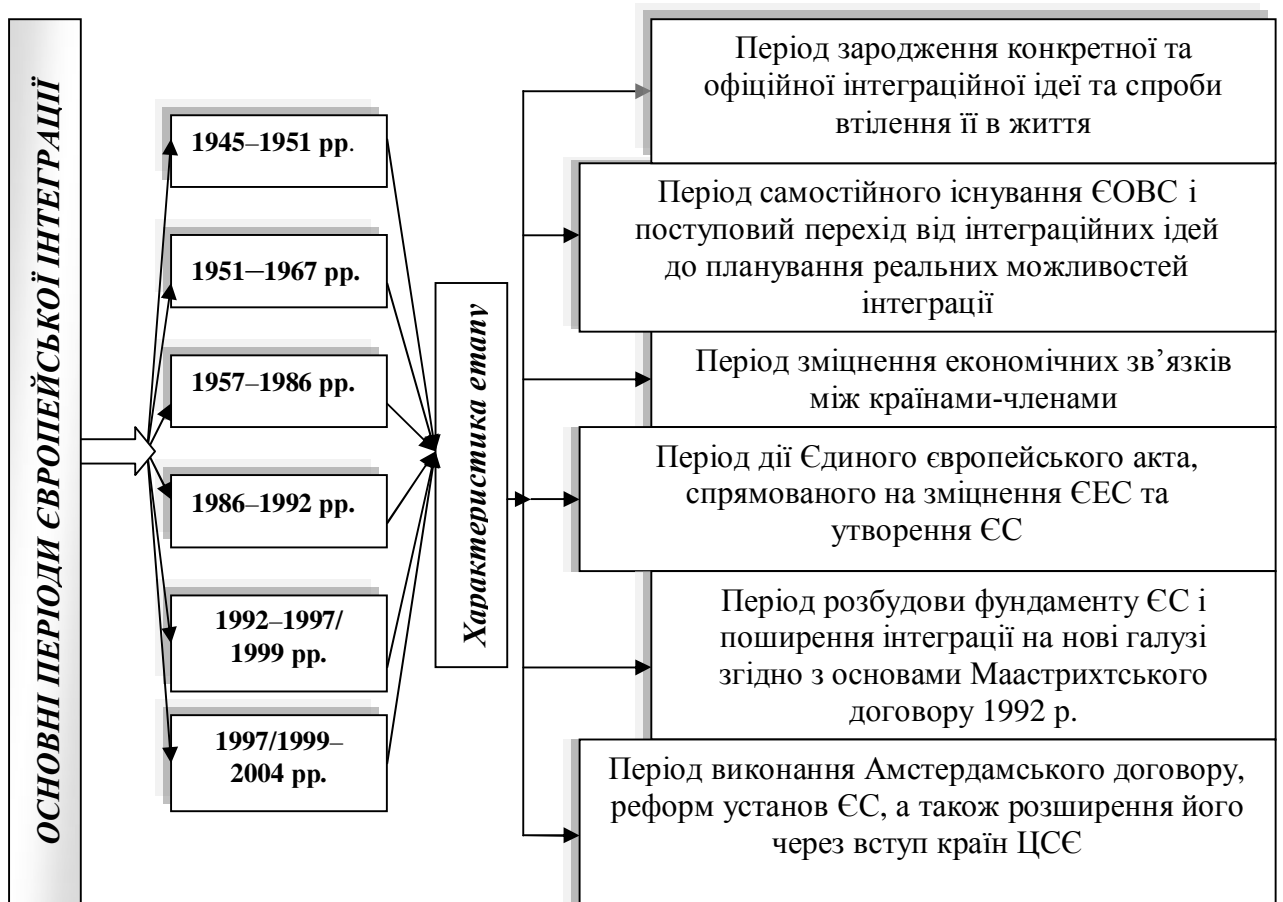 ОСНОВНІ ПЕРІОДИ ЄВРОПЕЙСЬКОЇ ІНТЕГРАЦІЇ
1945–1951 рр.
1951–1967 рр.
1957–1986 рр.
1986–1992 рр.
1992–1997/
1999 рр.
1997/1999–
2004 рр.
Характеристика етапу
Період зародження конкретної та
офіційної інтеграційної ідеї та спроби
втілення її в життя
Період самостійного існування ЄОВС і
поступовий перехід від інтеграційних ідей
до планування реальних можливостей
інтеграції
Період зміцнення економічних зв’язків
між країнами-членами
Період дії Єдиного європейського акта,
спрямованого на зміцнення ЄЕС та
утворення ЄС
Період розбудови фундаменту ЄС і
поширення інтеграції на нові галузі
згідно з основами Маастрихтського
договору 1992 р.
Період виконання Амстердамського договору,
реформ установ ЄС, а також розширення його
через вступ країн ЦСЄ